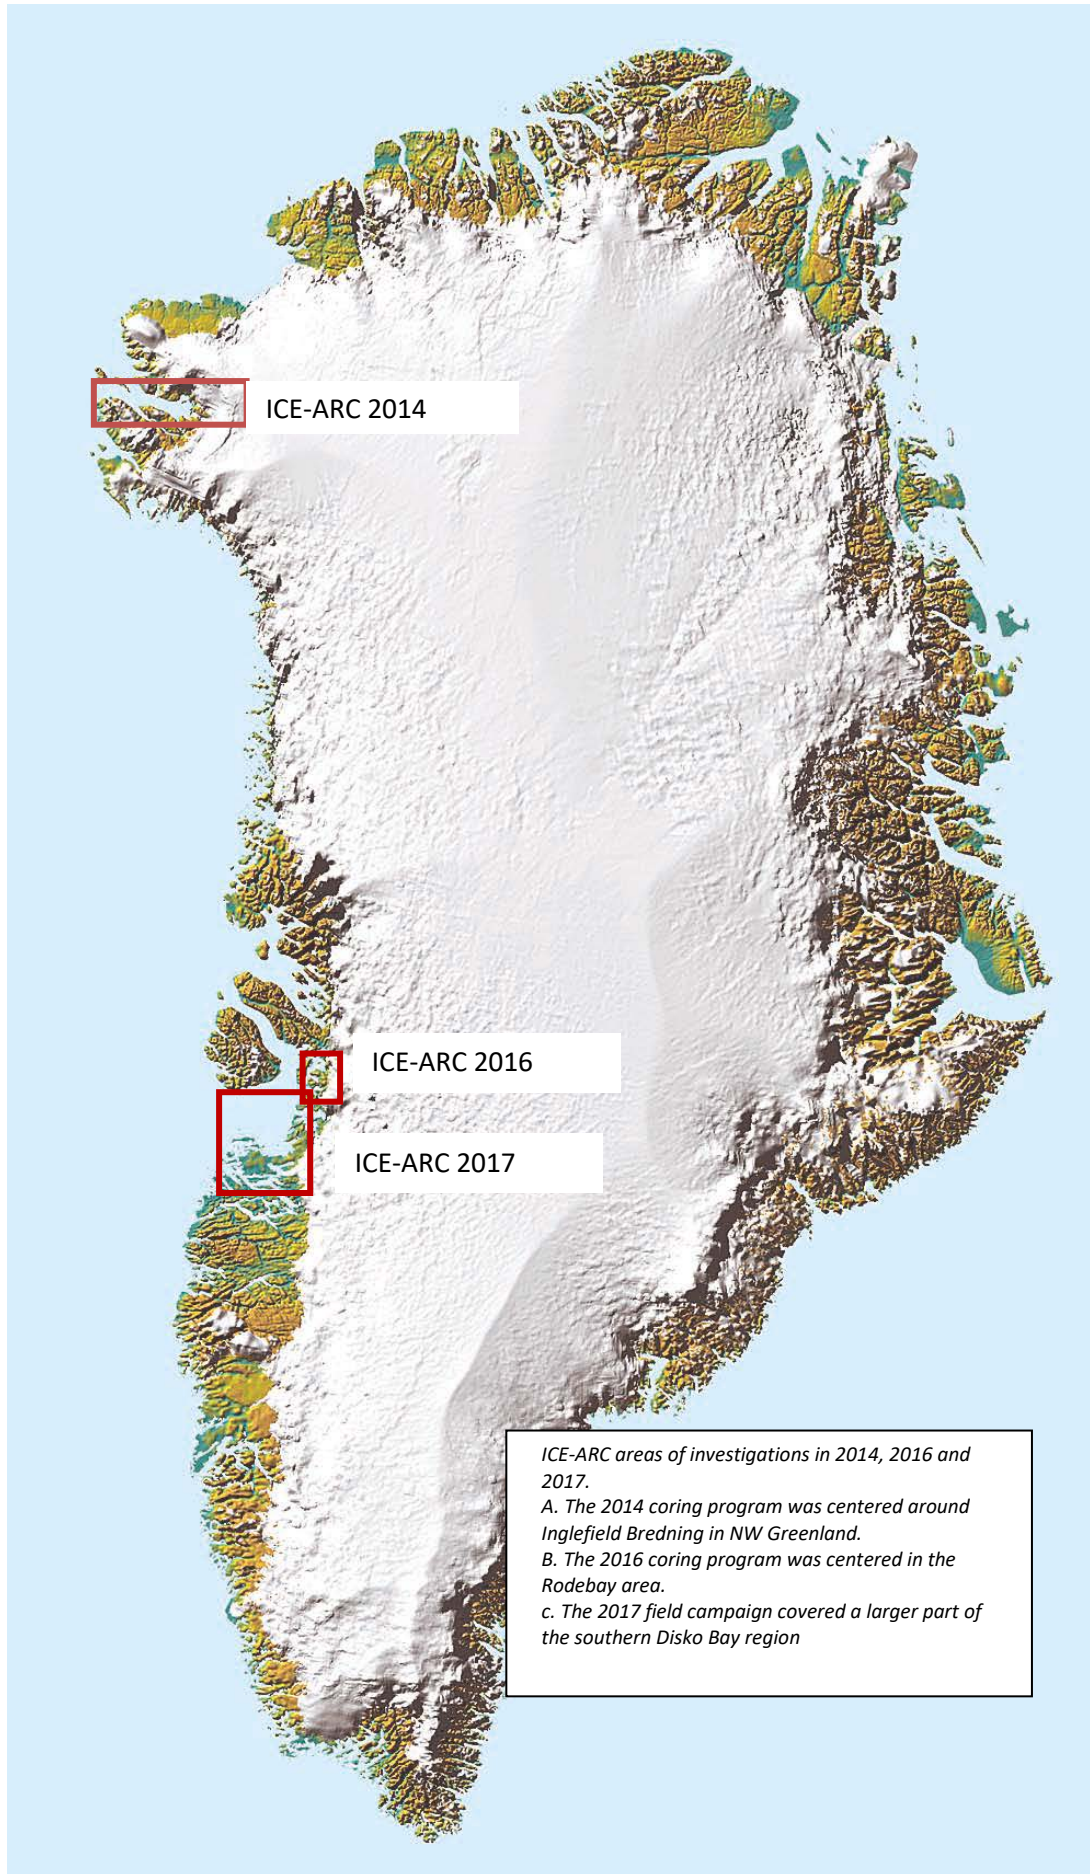 ICE-ARC 2014
ICE-ARC 2016
ICE-ARC 2017
ICE-ARC areas of investigations in 2014, 2016 and
2017.
A. The 2014 coring program was centered around
Inglefield Bredning in NW Greenland.
B. The 2016 coring program was centered in the
Rodebay area.
c. The 2017 field campaign covered a larger part of
the southern Disko Bay region